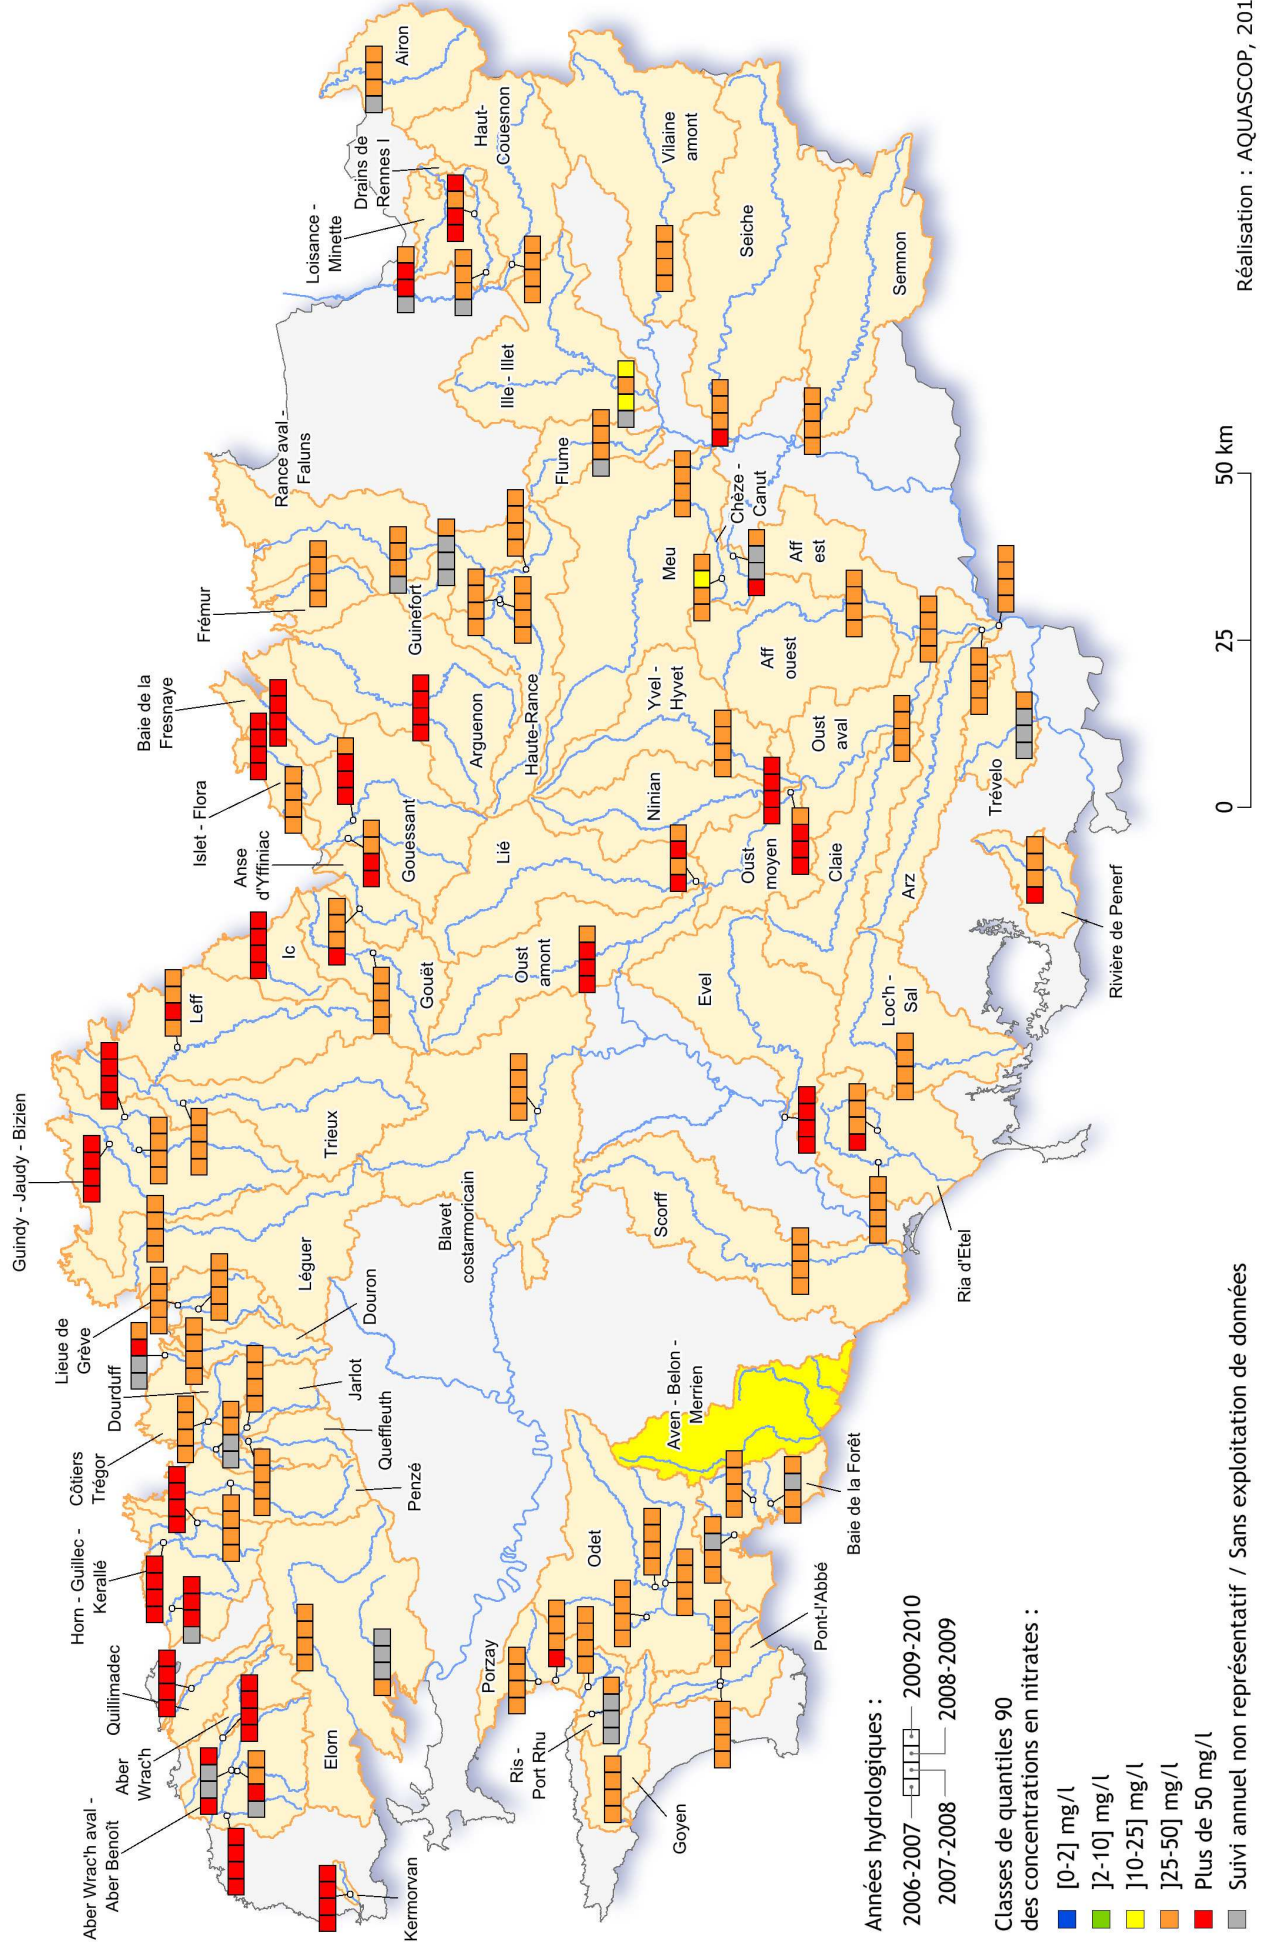 Guindy - Jaudy - Bizien
Lieue de
Grève
Dourduff
Côtiers
Trégor
Horn - Guillec -
Kerallé
Quillimadec
Aber
Wrac'h
Aber Wrac'h aval -
Aber Benoît
Kermorvan
Elorn
Penzé
Queffleuth
Jarlot
Douron
Léguer
Trieux
Leff
Ic
Gouët
Anse
d'Yffiniac
Islet - Flora
Baie de la
Fresnaye
Gouessant
Arguenon
Haute-Rance
Frémur
Guinefort
Rance aval -
Faluns
Loisance -
Minette
Drains de
Rennes I
Airon
Haut-
Couesnon
Ille - Illet
Flume
Vilaine
amont
Seiche
Semnon
Meu
Chèze -
Canut
Aff
est
Aff
ouest
Yvel -
Hyvet
Ninian
Lié
Oust
amont
Oust
moyen
Oust
aval
Claie
Arz
Trévelo
Rivière de Penerf
Evel
Loc'h -
Sal
Ria d'Etel
Blavet
costarmoricain
Scorff
Aven - Belon -
Merrien
Baie de la Forêt
Odet
Pont-l'Abbé
Porzay
Ris -
Port Rhu
Goyen
Années hydrologiques :
2006-2007
2009-2010
2007-2008
2008-2009
Classes de quantiles 90
des concentrations en nitrates :
[0-2] mg/l
]2-10] mg/l
]10-25] mg/l
]25-50] mg/l
Plus de 50 mg/l
Suivi annuel non représentatif / Sans exploitation de données
0
25
50 km
Réalisation : AQUASCOP, 201